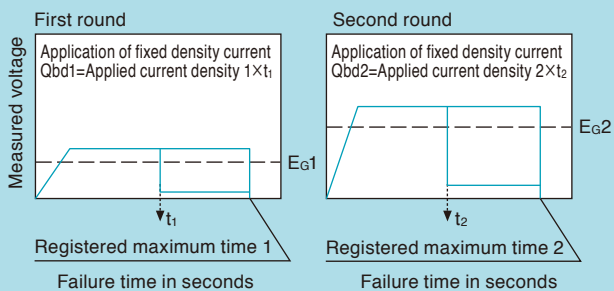 First round
Application of fixed density current
Qbd1=Applied current density 1×t₁
Measured voltage
EG1
t₁
Registered maximum time 1
Failure time in seconds
Second round
Application of fixed density current
Qbd2=Applied current density 2×t₂
EG2
t₂
Registered maximum time 2
Failure time in seconds